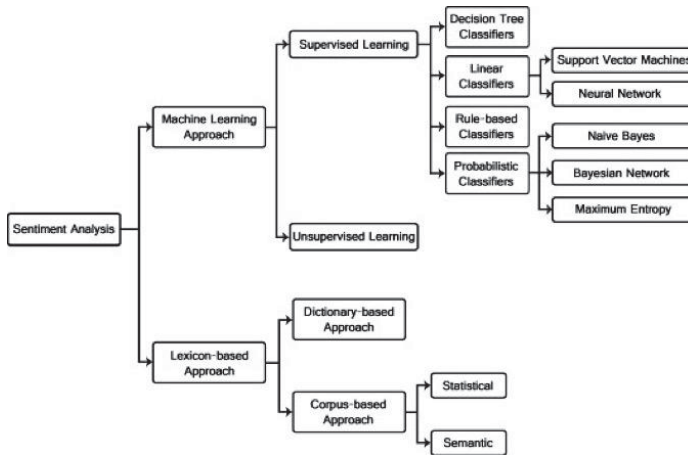 Decision Tree
Classifiers
Supervised Learning
Linear
Classifiers
Support Vector Machines
Neural Network
Machine Learning
Approach
Rule-based
Classifiers
Naive Bayes
Probabilistic
Classifiers
Bayesian Network
Maximum Entropy
Sentiment Analysis
Unsupervised Learning
Dictionary-based
Approach
Lexicon-based
Approach
Statistical
Corpus-based
Approach
Semantic